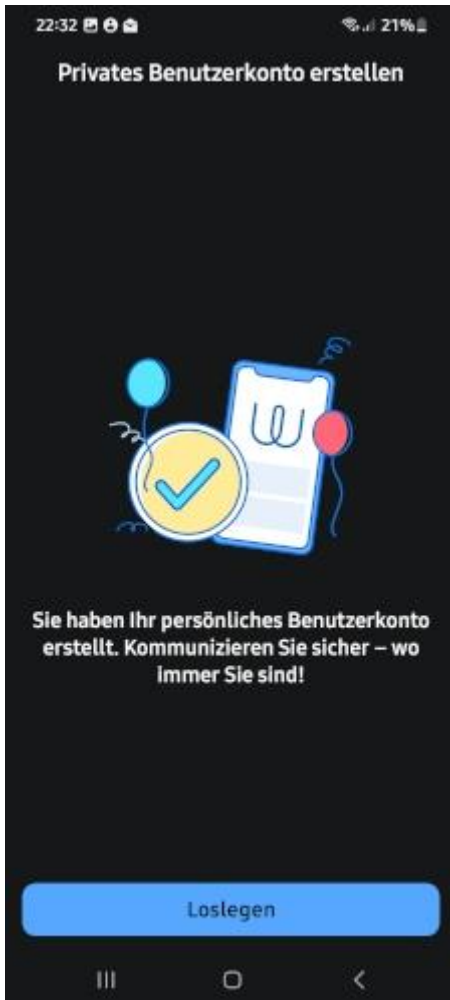 22:32
21%
Privates Benutzerkonto erstellen
Sie haben Ihr persönliches Benutzerkonto
erstellt. Kommunizieren Sie sicher – wo
immer Sie sind!
Loslegen